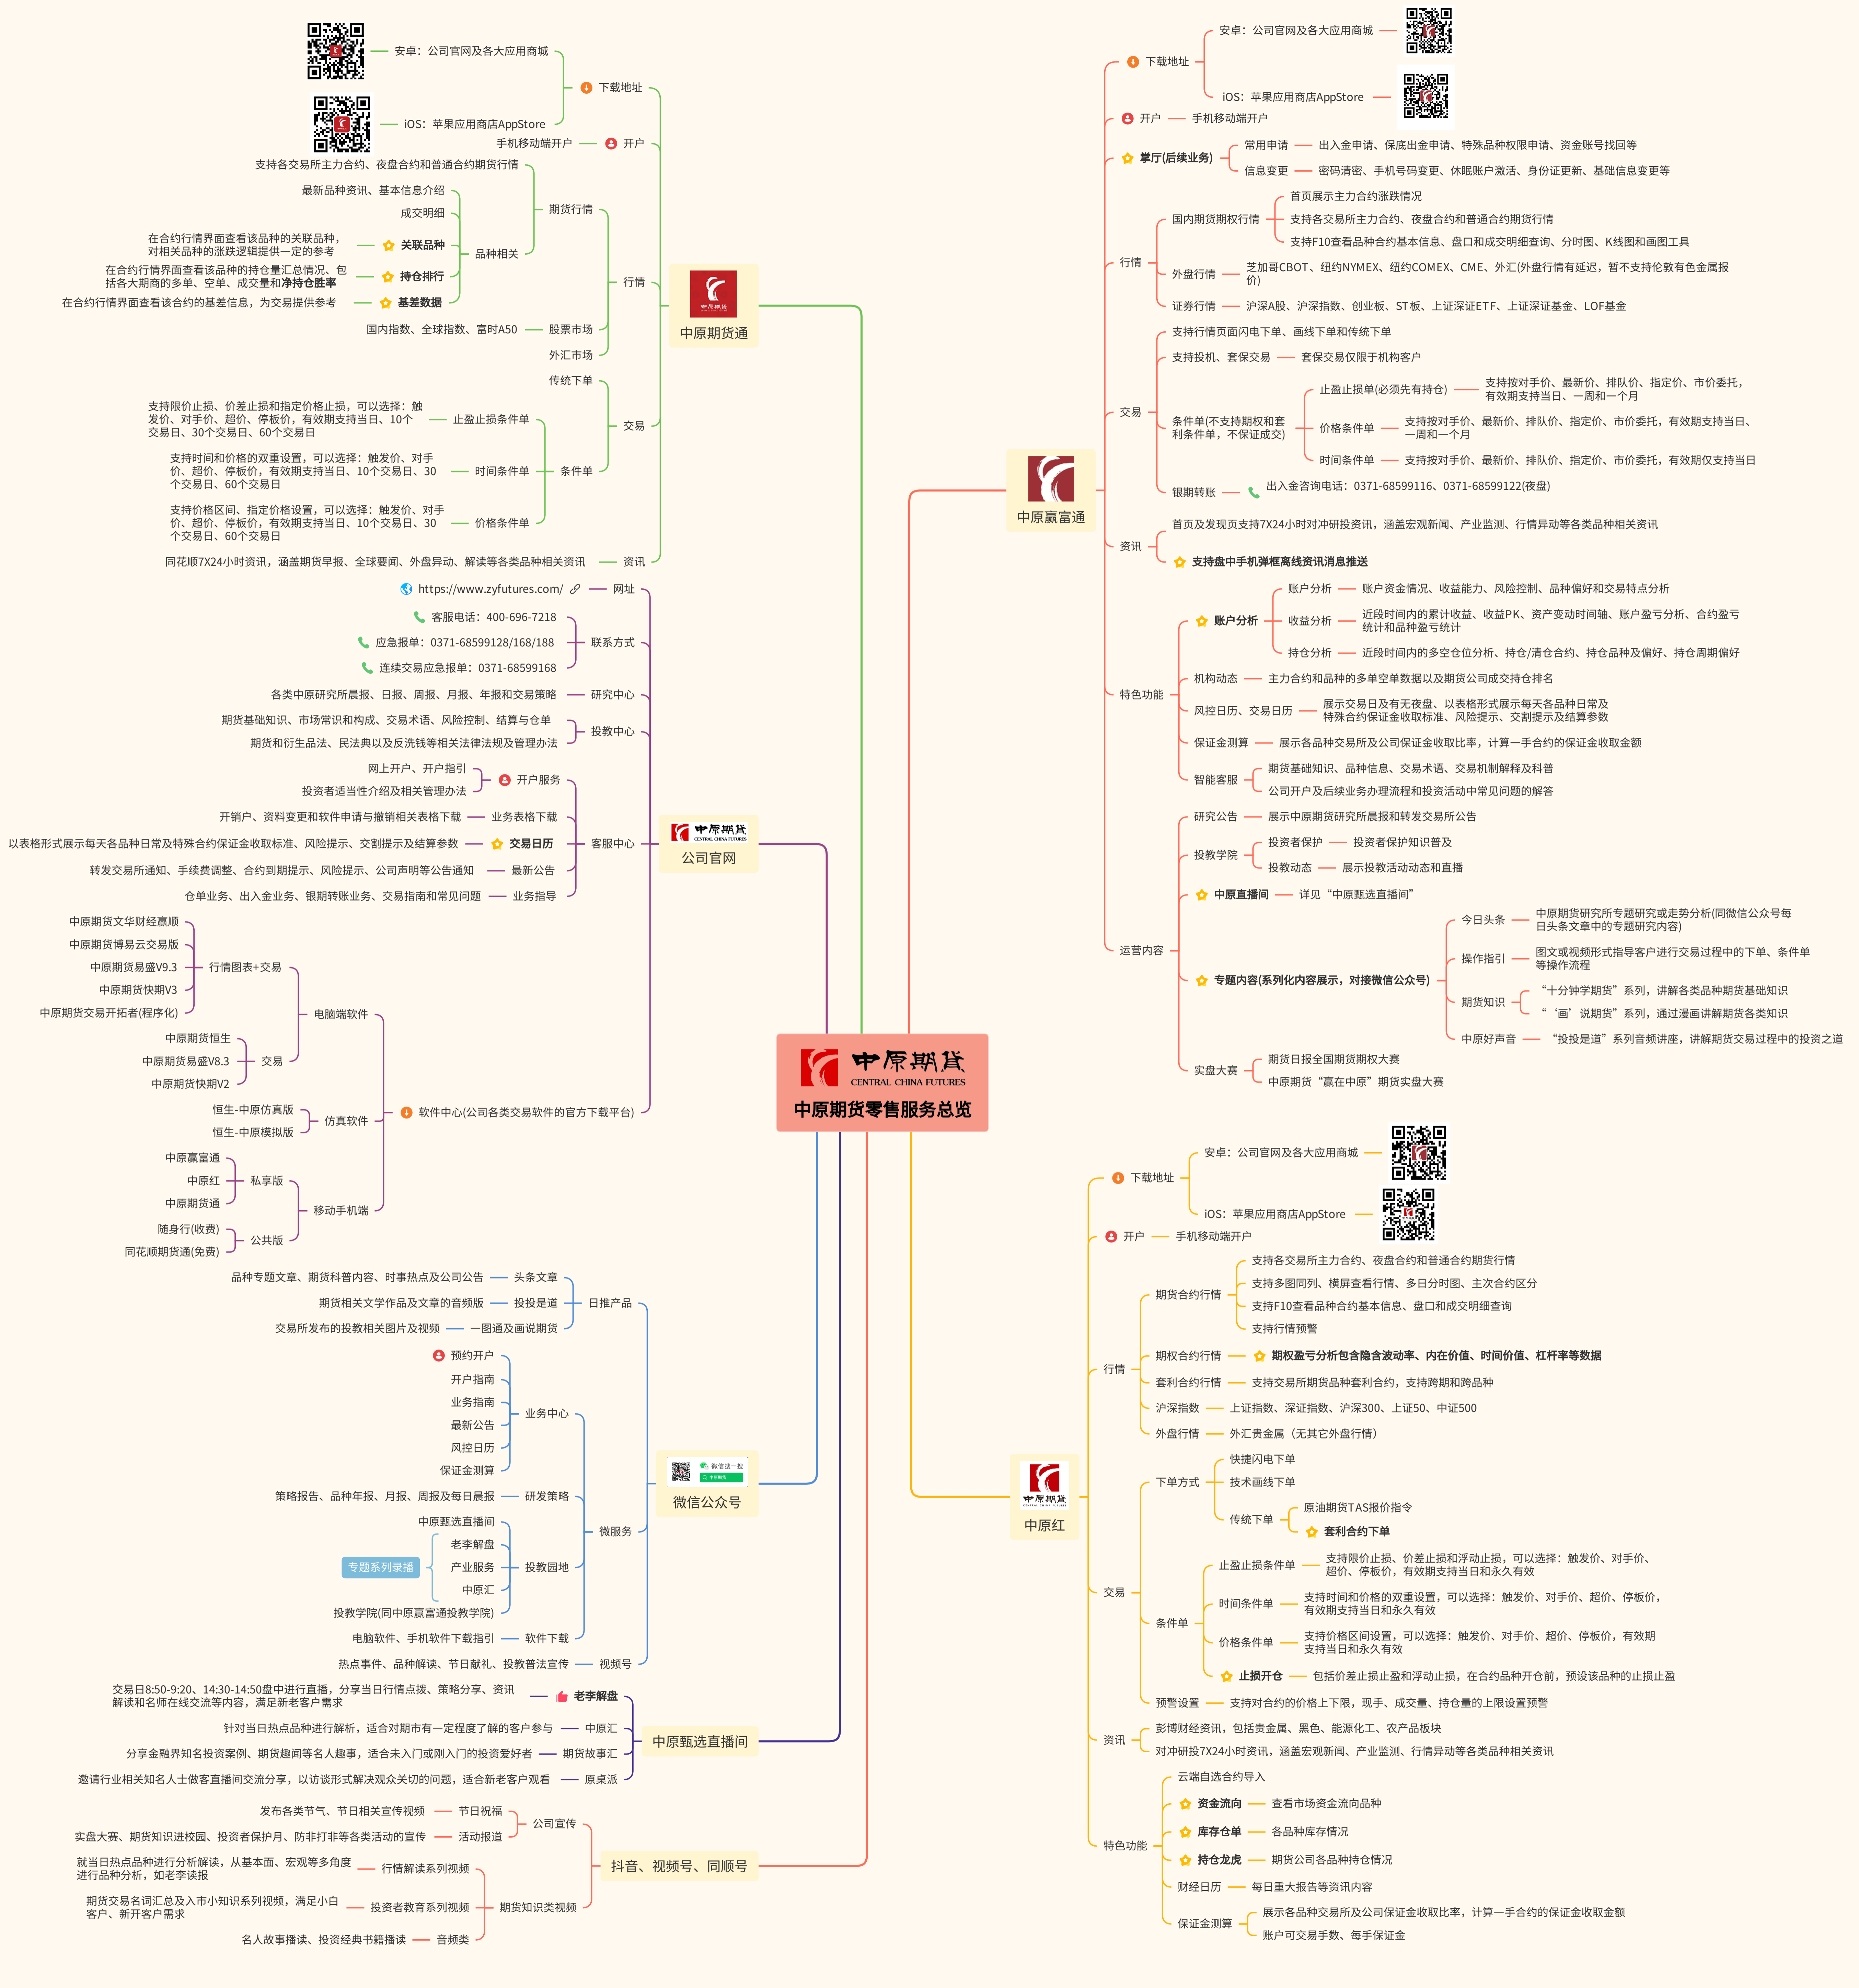 中原期貨
CENTRAL CHINA FUTURES
中原期货零售服务总览
中原期货通
下载地址
安卓：公司官网及各大应用商城
iOS：苹果应用商店AppStore
开户
手机移动端开户
行情
期货行情
支持各交易所主力合约、夜盘合约和普通合约期货行情
品种相关
最新品种资讯、基本信息介绍
成交明细
关联品种
在合约行情界面查看该品种的关联品种，
对相关品种的涨跌逻辑提供一定的参考
持仓排行
在合约行情界面查看该品种的持仓量汇总情况、包
括各大期商的多单、空单、成交量和净持仓胜率
基差数据
在合约行情界面查看该合约的基差信息，为交易提供参考
股票市场
国内指数、全球指数、富时A50
外汇市场
交易
传统下单
条件单
止盈止损条件单
支持限价止损、价差止损和指定价格止损，可以选择：触
发价、对手价、超价、停板价，有效期支持当日、10个
交易日、30个交易日、60个交易日
时间条件单
支持时间和价格的双重设置，可以选择：触发价、对手
价、超价、停板价，有效期支持当日、10个交易日、30
个交易日、60个交易日
价格条件单
支持价格区间、指定价格设置，可以选择：触发价、对手
价、超价、停板价，有效期支持当日、10个交易日、30
个交易日、60个交易日
资讯
同花顺7X24小时资讯，涵盖期货早报、全球要闻、外盘异动、解读等各类品种相关资讯
中原期貨
CENTRAL CHINA FUTURES
公司官网
网址
https://www.zyfutures.com/
联系方式
客服电话：400-696-7218
应急报单：0371-68599128/168/188
连续交易应急报单：0371-68599168
研究中心
各类中原研究所晨报、日报、周报、月报、年报和交易策略
投教中心
期货基础知识、市场常识和构成、交易术语、风险控制、结算与仓单
期货和衍生品法、民法典以及反洗钱等相关法律法规及管理办法
客服中心
开户服务
网上开户、开户指引
投资者适当性介绍及相关管理办法
业务表格下载
开销户、资料变更和软件申请与撤销相关表格下载
交易日历
以表格形式展示每天各品种日常及特殊合约保证金收取标准、风险提示、交割提示及结算参数
最新公告
转发交易所通知、手续费调整、合约到期提示、风险提示、公司声明等公告通知
业务指导
仓单业务、出入金业务、银期转账业务、交易指南和常见问题
软件中心(公司各类交易软件的官方下载平台)
电脑端软件
行情图表+交易
中原期货文华财经赢顺
中原期货博易云交易版
中原期货易盛V9.3
中原期货快期V3
中原期货交易开拓者(程序化)
交易
中原期货恒生
中原期货易盛V8.3
中原期货快期V2
仿真软件
恒生-中原仿真版
恒生-中原模拟版
移动手机端
私享版
中原赢富通
中原红
中原期货通
公共版
随身行(收费)
同花顺期货通(免费)
微信搜一搜
中原期货
微信公众号
日推产品
头条文章
品种专题文章、期货科普内容、时事热点及公司公告
投投是道
期货相关文学作品及文章的音频版
一图通及画说期货
交易所发布的投教相关图片及视频
微服务
业务中心
预约开户
开户指南
业务指南
最新公告
风控日历
保证金测算
研发策略
策略报告、品种年报、月报、周报及每日晨报
投教园地
中原甄选直播间
老李解盘
产业服务
中原汇
专题系列录播
投教学院(同中原赢富通投教学院)
软件下载
电脑软件、手机软件下载指引
视频号
热点事件、品种解读、节日献礼、投教普法宣传
中原甄选直播间
老李解盘
交易日8:50-9:20、14:30-14:50盘中进行直播，分享当日行情点拨、策略分享、资讯
解读和名师在线交流等内容，满足新老客户需求
中原汇
针对当日热点品种进行解析，适合对期市有一定程度了解的客户参与
期货故事汇
分享金融界知名投资案例、期货趣闻等名人趣事，适合未入门或刚入门的投资爱好者
原桌派
邀请行业相关知名人士做客直播间交流分享，以访谈形式解决观众关切的问题，适合新老客户观看
抖音、视频号、同顺号
公司宣传
节日祝福
发布各类节气、节日相关宣传视频
活动报道
实盘大赛、期货知识进校园、投资者保护月、防非打非等各类活动的宣传
期货知识类视频
行情解读系列视频
就当日热点品种进行分析解读，从基本面、宏观等多角度
进行品种分析，如老李读报
投资者教育系列视频
期货交易名词汇总及入市小知识系列视频，满足小白
客户、新开客户需求
音频类
名人故事播读、投资经典书籍播读
中原赢富通
下载地址
安卓：公司官网及各大应用商城
iOS：苹果应用商店AppStore
开户
手机移动端开户
掌厅(后续业务)
常用申请
出入金申请、保底出金申请、特殊品种权限申请、资金账号找回等
信息变更
密码清密、手机号码变更、休眠账户激活、身份证更新、基础信息变更等
行情
国内期货期权行情
首页展示主力合约涨跌情况
支持各交易所主力合约、夜盘合约和普通合约期货行情
支持F10查看品种合约基本信息、盘口和成交明细查询、分时图、K线图和画图工具
外盘行情
芝加哥CBOT、纽约NYMEX、纽约COMEX、CME、外汇(外盘行情有延迟，暂不支持伦敦有色金属报
价)
证券行情
沪深A股、沪深指数、创业板、ST板、上证深证ETF、上证深证基金、LOF基金
交易
支持行情页面闪电下单、画线下单和传统下单
支持投机、套保交易
套保交易仅限于机构客户
条件单(不支持期权和套
利条件单，不保证成交)
止盈止损单(必须先有持仓)
支持按对手价、最新价、排队价、指定价、市价委托，
有效期支持当日、一周和一个月
价格条件单
支持按对手价、最新价、排队价、指定价、市价委托，有效期支持当日、
一周和一个月
时间条件单
支持按对手价、最新价、排队价、指定价、市价委托，有效期仅支持当日
银期转账
出入金咨询电话：0371-68599116、0371-68599122(夜盘)
资讯
首页及发现页支持7X24小时对冲研投资讯，涵盖宏观新闻、产业监测、行情异动等各类品种相关资讯
支持盘中手机弹框离线资讯消息推送
特色功能
账户分析
账户分析
账户资金情况、收益能力、风险控制、品种偏好和交易特点分析
收益分析
近段时间内的累计收益、收益PK、资产变动时间轴、账户盈亏分析、合约盈亏
统计和品种盈亏统计
持仓分析
近段时间内的多空仓位分析、持仓/清仓合约、持仓品种及偏好、持仓周期偏好
机构动态
主力合约和品种的多单空单数据以及期货公司成交持仓排名
风控日历、交易日历
展示交易日及有无夜盘、以表格形式展示每天各品种日常及
特殊合约保证金收取标准、风险提示、交割提示及结算参数
保证金测算
展示各品种交易所及公司保证金收取比率，计算一手合约的保证金收取金额
智能客服
期货基础知识、品种信息、交易术语、交易机制解释及科普
公司开户及后续业务办理流程和投资活动中常见问题的解答
运营内容
研究公告
展示中原期货研究所晨报和转发交易所公告
投教学院
投资者保护
投资者保护知识普及
投教动态
展示投教活动动态和直播
中原直播间
详见“中原甄选直播间”
专题内容(系列化内容展示，对接微信公众号)
今日头条
中原期货研究所专题研究或走势分析(同微信公众号每
日头条文章中的专题研究内容)
操作指引
图文或视频形式指导客户进行交易过程中的下单、条件单
等操作流程
期货知识
“十分钟学期货”系列，讲解各类品种期货基础知识
“‘画’说期货”系列，通过漫画讲解期货各类知识
中原好声音
“投投是道”系列音频讲座，讲解期货交易过程中的投资之道
实盘大赛
期货日报全国期货期权大赛
中原期货“赢在中原”期货实盘大赛
中原期貨
CENTRAL CHINA FUTURES
中原红
下载地址
安卓：公司官网及各大应用商城
iOS：苹果应用商店AppStore
开户
手机移动端开户
行情
期货合约行情
支持各交易所主力合约、夜盘合约和普通合约期货行情
支持多图同列、横屏查看行情、多日分时图、主次合约区分
支持F10查看品种合约基本信息、盘口和成交明细查询
支持行情预警
期权合约行情
期权盈亏分析包含隐含波动率、内在价值、时间价值、杠杆率等数据
套利合约行情
支持交易所期货品种套利合约，支持跨期和跨品种
沪深指数
上证指数、深证指数、沪深300、上证50、中证500
外盘行情
外汇贵金属（无其它外盘行情）
交易
下单方式
快捷闪电下单
技术画线下单
传统下单
原油期货TAS报价指令
套利合约下单
条件单
止盈止损条件单
支持限价止损、价差止损和浮动止损，可以选择：触发价、对手价、
超价、停板价，有效期支持当日和永久有效
时间条件单
支持时间和价格的双重设置，可以选择：触发价、对手价、超价、停板价，
有效期支持当日和永久有效
价格条件单
支持价格区间设置，可以选择：触发价、对手价、超价、停板价，有效期
支持当日和永久有效
止损开仓
包括价差止损止盈和浮动止损，在合约品种开仓前，预设该品种的止损止盈
预警设置
支持对合约的价格上下限，现手、成交量、持仓量的上限设置预警
资讯
彭博财经资讯，包括贵金属、黑色、能源化工、农产品板块
对冲研投7X24小时资讯，涵盖宏观新闻、产业监测、行情异动等各类品种相关资讯
特色功能
云端自选合约导入
资金流向
查看市场资金流向品种
库存仓单
各品种库存情况
持仓龙虎
期货公司各品种持仓情况
财经日历
每日重大报告等资讯内容
保证金测算
展示各品种交易所及公司保证金收取比率，计算一手合约的保证金收取金额
账户可交易手数、每手保证金